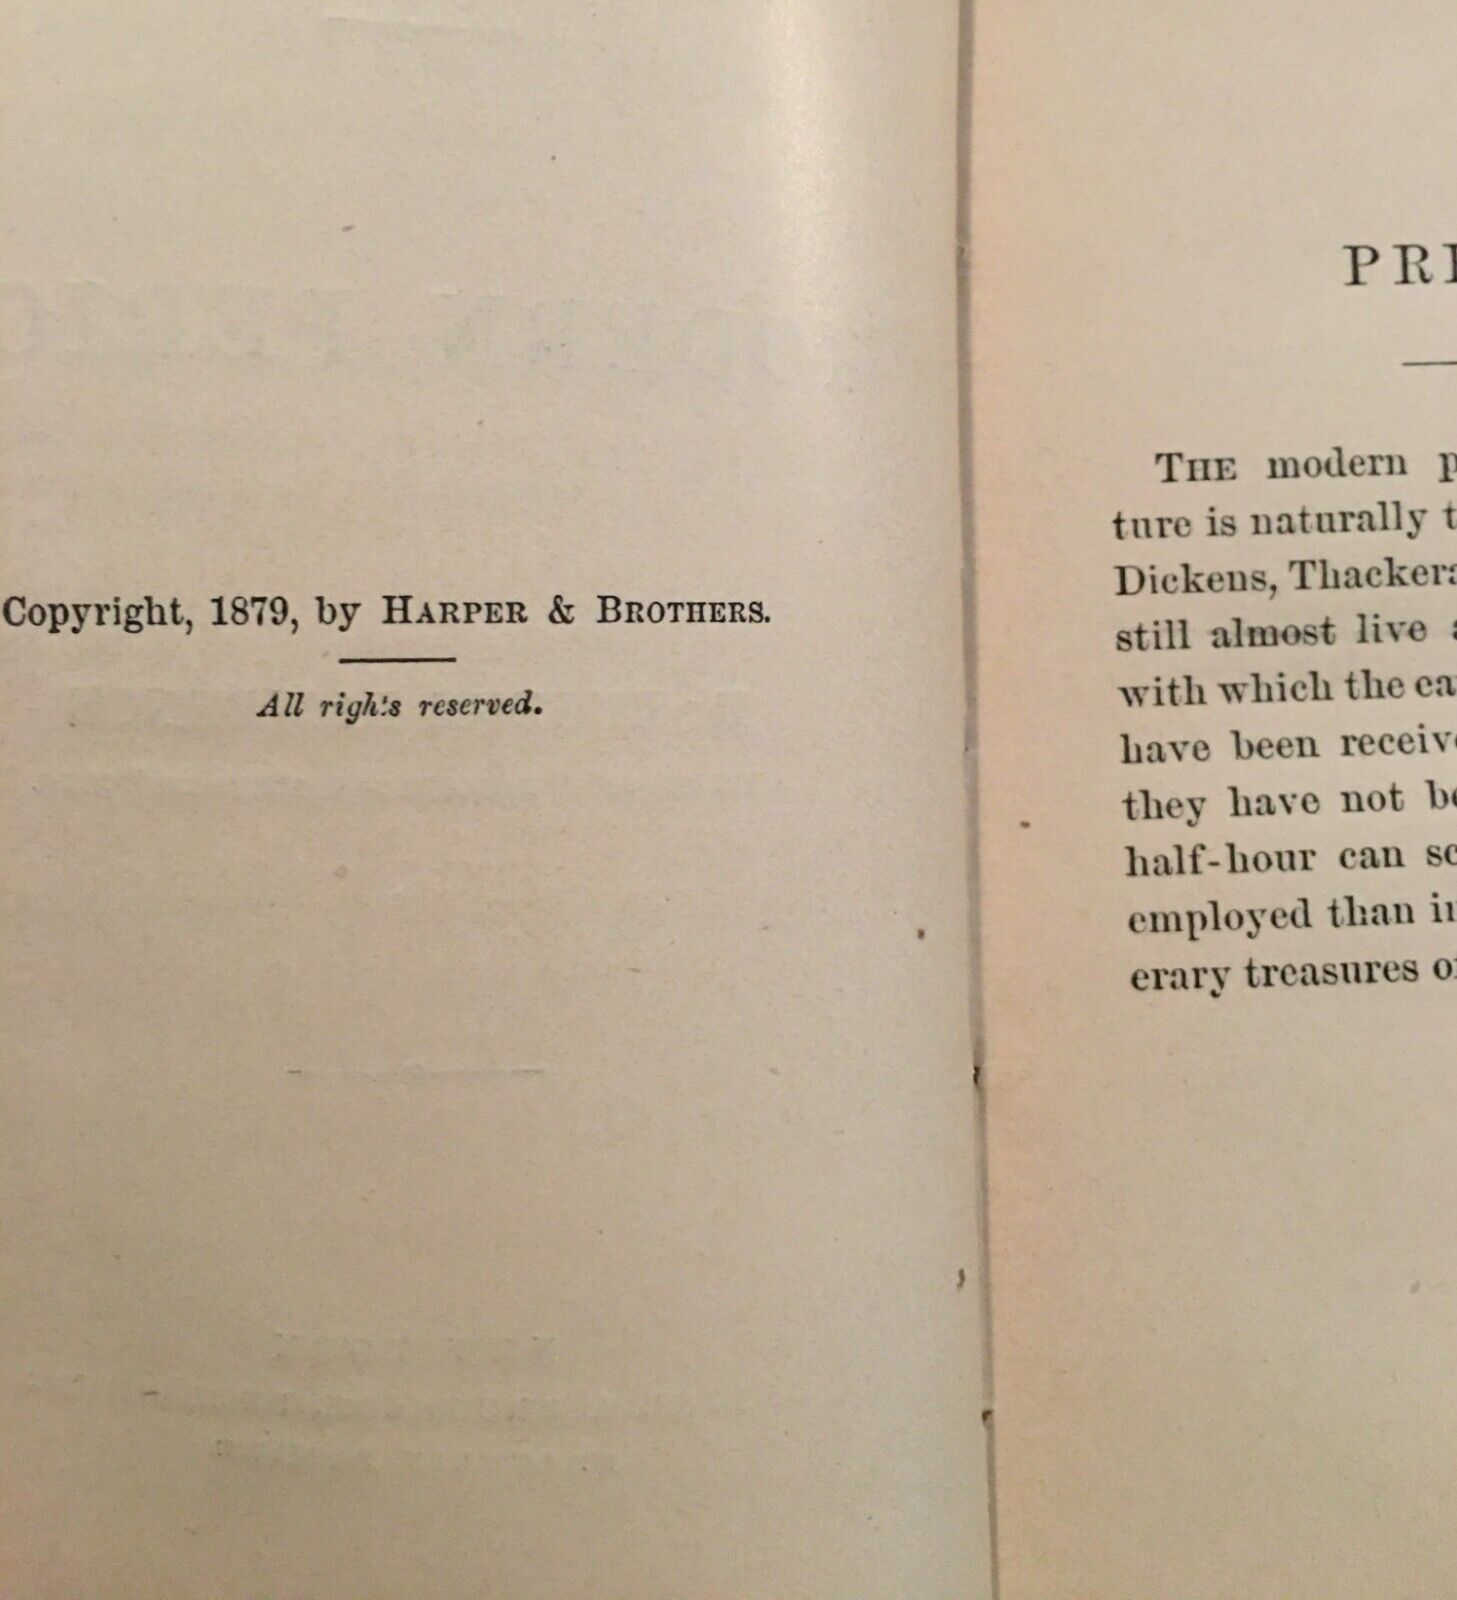 Copyright, 1879, by HARPER & BROTHERS.
All rights reserved.
THE modern
ture is naturally
Dickens,
still almost live
with which the
have been
they have not
half-hour can
employed than
erary treasures